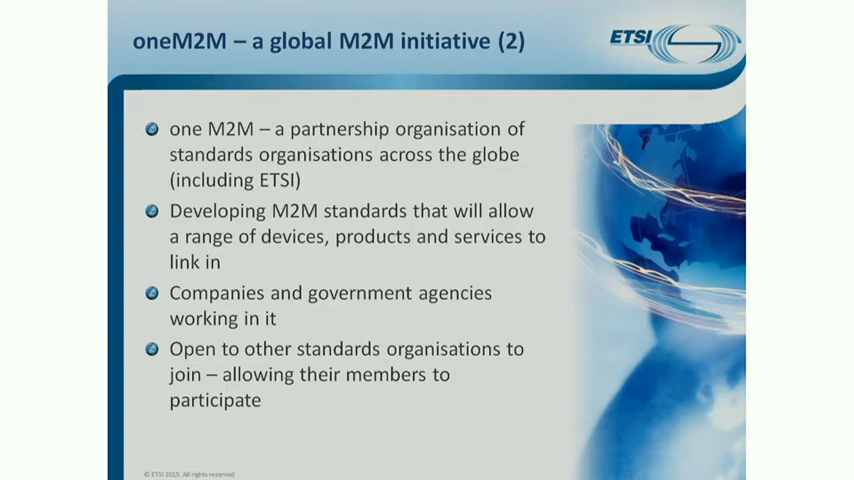 oneM2M – a global M2M initiative (2)
ETSI
one M2M – a partnership organisation of
standards organisations across the globe
(including ETSI)
Developing M2M standards that will allow
a range of devices, products and services to
link in
Companies and government agencies
working in it
Open to other standards organisations to
join – allowing their members to
participate
© ETSI 2015. All rights reserved